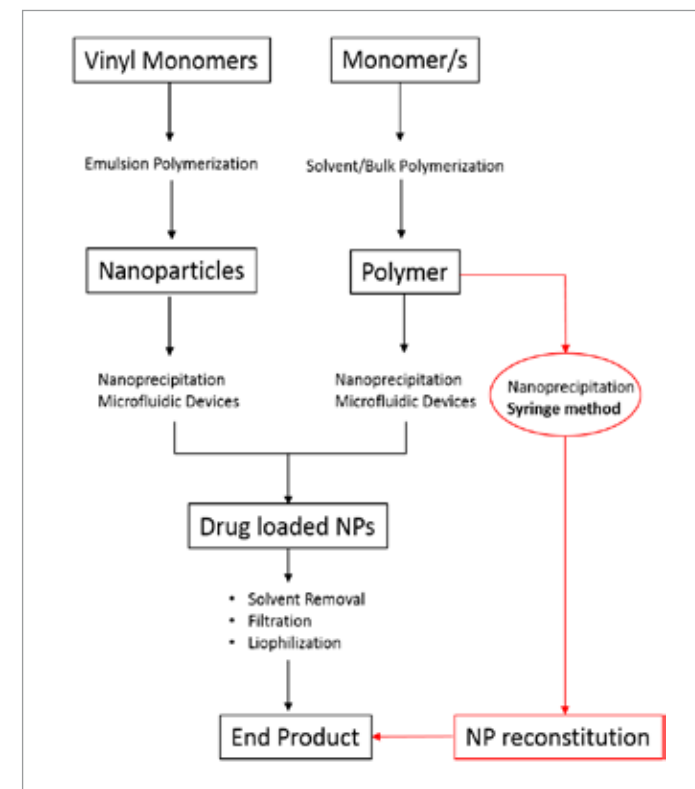 Vinyl Monomers
Monomer/s
Emulsion Polymerization
Solvent/Bulk Polymerization
Nanoparticles
Polymer
Nanoprecipitation
Microfluidic Devices
Nanoprecipitation
Microfluidic Devices
Nanoprecipitation
Syringe method
Drug loaded NPs
• Solvent Removal
• Filtration
• Liophilization
End Product
NP reconstitution